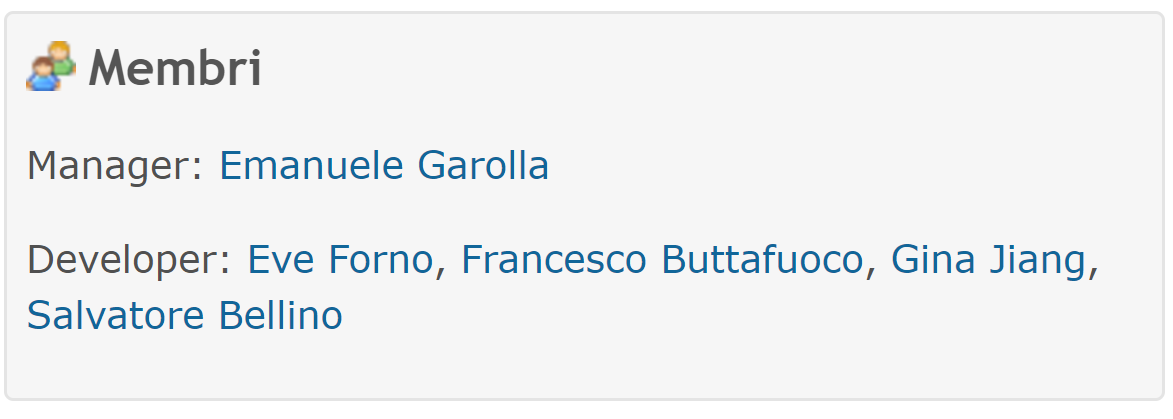 Membri
Manager: Emanuele Garolla
Developer: Eve Forno, Francesco Buttafuoco, Gina Jiang,
Salvatore Bellino